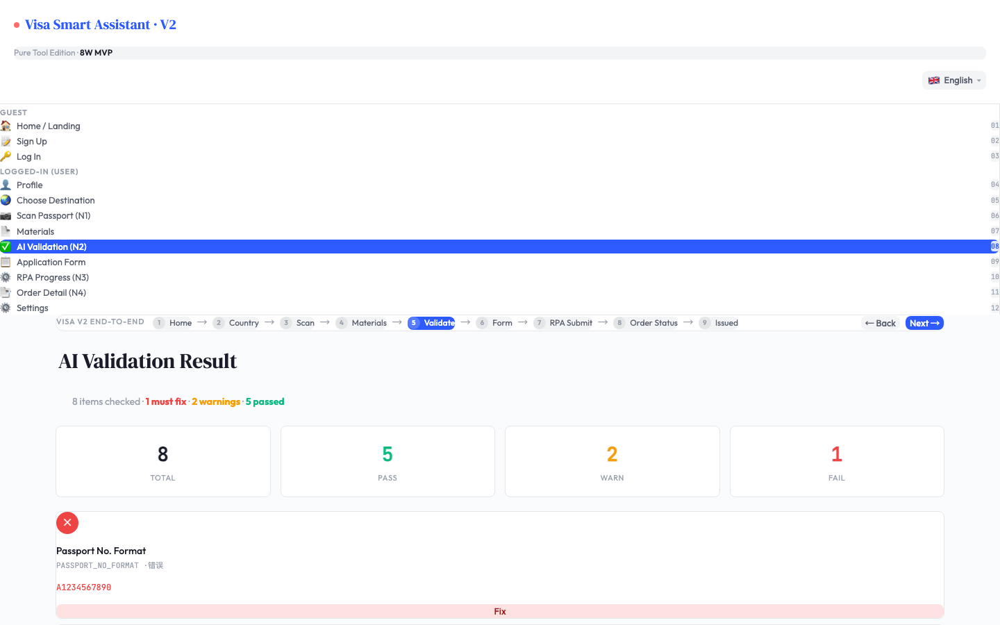 Visa Smart Assistant · V2
Pure Tool Edition · 8W MVP
English
GUEST
Home / Landing 01
Sign Up 02
Log In 03
LOGGED-IN (USER)
Profile 04
Choose Destination 05
Scan Passport (N1) 06
Materials 07
AI Validation (N2) 08
Application Form 09
RPA Progress (N3) 10
Order Detail (N4) 11
Settings 12
VISA V2 END-TO-END 1 Home → 2 Country → 3 Scan → 4 Materials → 5 Validate → 6 Form → 7 RPA Submit → 8 Order Status → 9 Issued ← Back Next →
AI Validation Result
8 items checked · 1 must fix · 2 warnings · 5 passed
8 5 2 1
TOTAL PASS WARN FAIL
Passport No. Format
PASSPORT_NO_FORMAT ·错误
A1234567890
Fix